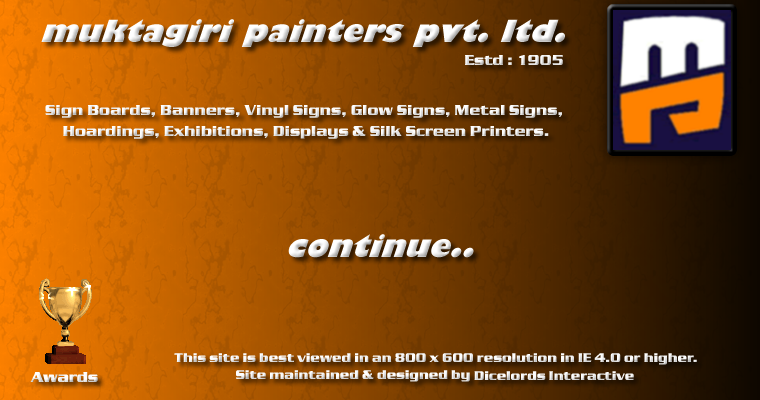 muktagiri painters pvt. ltd.
Estd : 1905
Sign Boards, Banners, Vinyl Signs, Glow Signs, Metal Signs,
Hoardings, Exhibitions, Displays & Silk Screen Printers.
continue..
Awards
This site is best viewed in an 800 x 600 resolution in IE 4.0 or higher.
Site maintained & designed by Dicelords Interactive